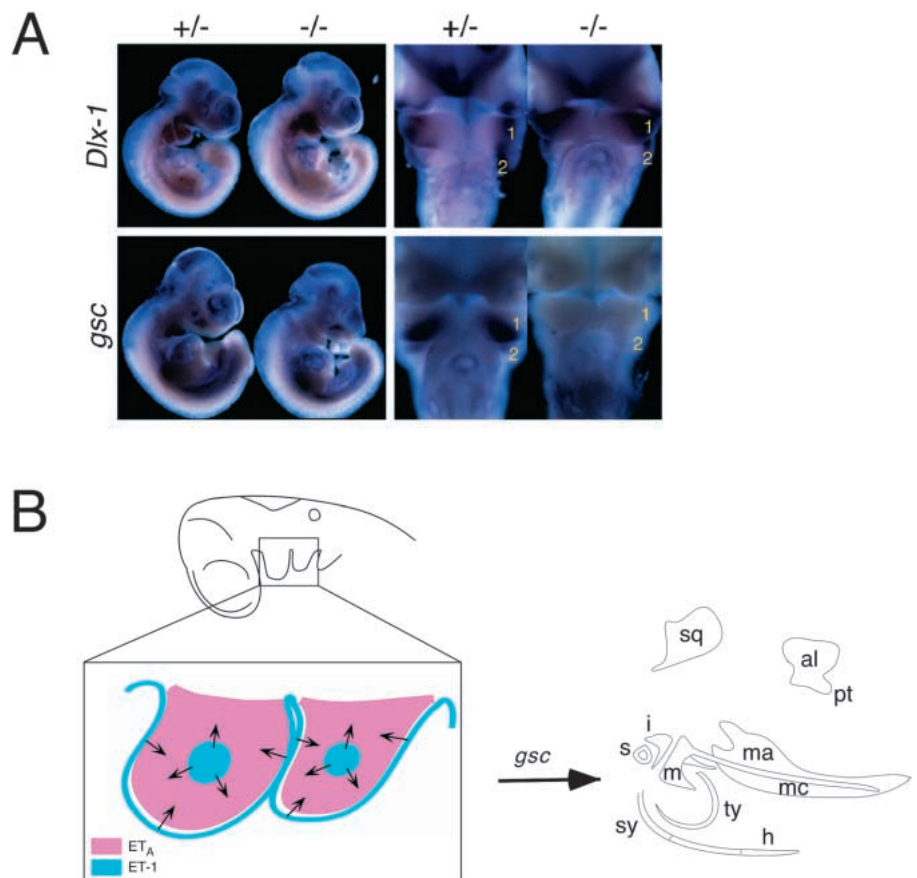 A
+/- -/- +/- -/-
Dlx-1
1
2
1
2
gsc
1
2
1
2
B
ET_A
ET-1
gsc
sq
al
pt
i
s
m
ma
mc
ty
sy
h